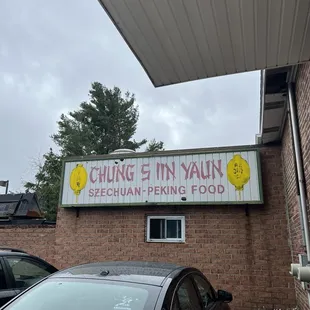 CHUNG S IN YAUN
SZECHUAN-PEKING FOOD